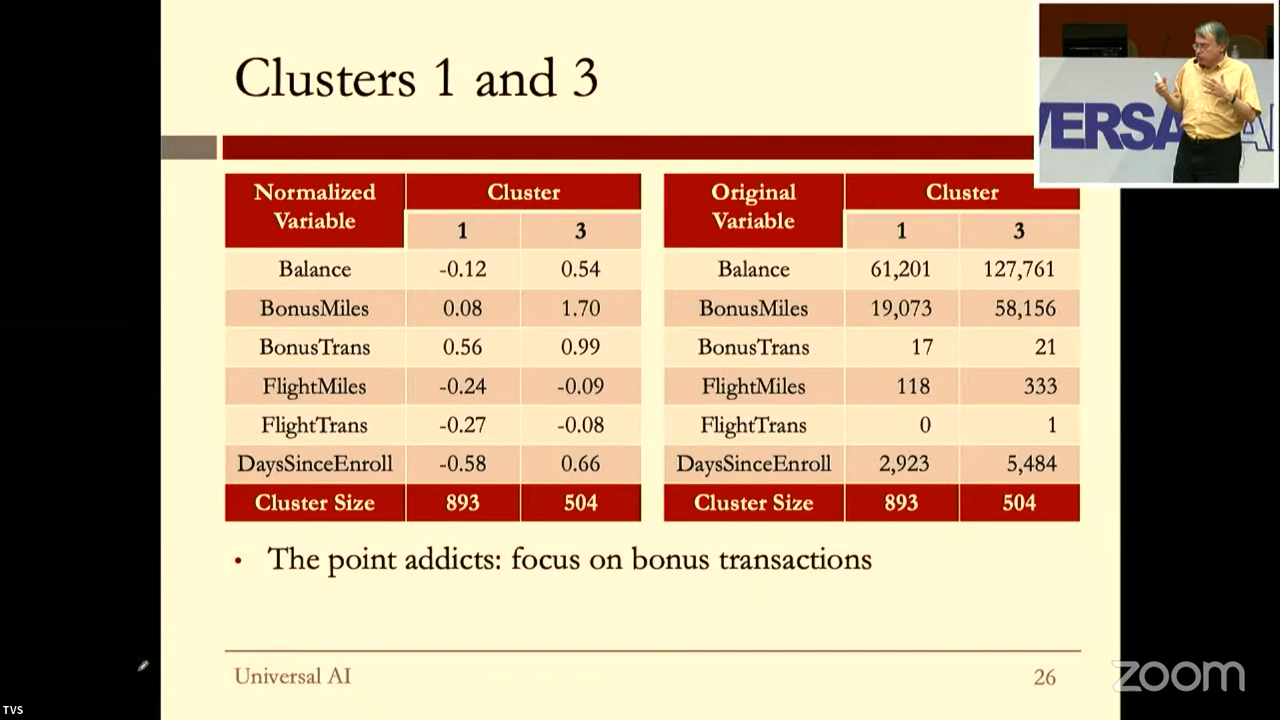 Clusters 1 and 3
VERSA
Normalized Variable Cluster
1 3
Balance -0.12 0.54
BonusMiles 0.08 1.70
BonusTrans 0.56 0.99
FlightMiles -0.24 -0.09
FlightTrans -0.27 -0.08
DaysSinceEnroll -0.58 0.66
Cluster Size 893 504
Original Variable Cluster
1 3
Balance 61,201 127,761
BonusMiles 19,073 58,156
BonusTrans 17 21
FlightMiles 118 333
FlightTrans 0 1
DaysSinceEnroll 2,923 5,484
Cluster Size 893 504
• The point addicts: focus on bonus transactions
Universal AI 26
zoom
TVS